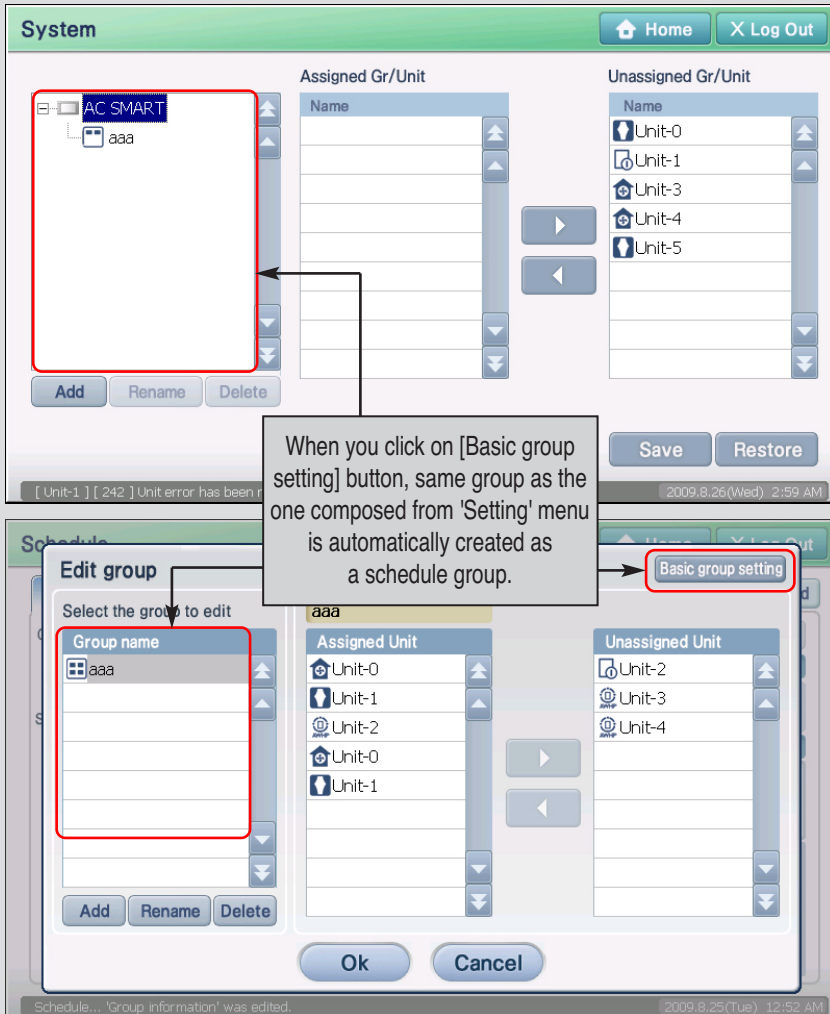 System
Home
X Log Out
Assigned Gr/Unit
Unassigned Gr/Unit
AC SMART
aaa
Name
Name
Unit-0
Unit-1
Unit-3
Unit-4
Unit-5
Add
Rename
Delete
When you click on [Basic group
setting] button, same group as the
one composed from 'Setting' menu
is automatically created as
a schedule group.
Save
Restore
[ Unit-1 ] [ 242 ] Unit error has been
2009.8.26(Wed) 2:59 AM
Schedule
Edit group
Basic group setting
Select the group to edit
aaa
Group name
aaa
Assigned Unit
Unit-0
Unit-1
Unit-2
Unit-0
Unit-1
Unassigned Unit
Unit-2
Unit-3
Unit-4
Add
Rename
Delete
Ok
Cancel
Schedule... 'Group information' was edited.
2009.8.25(Tue) 12:52 AM